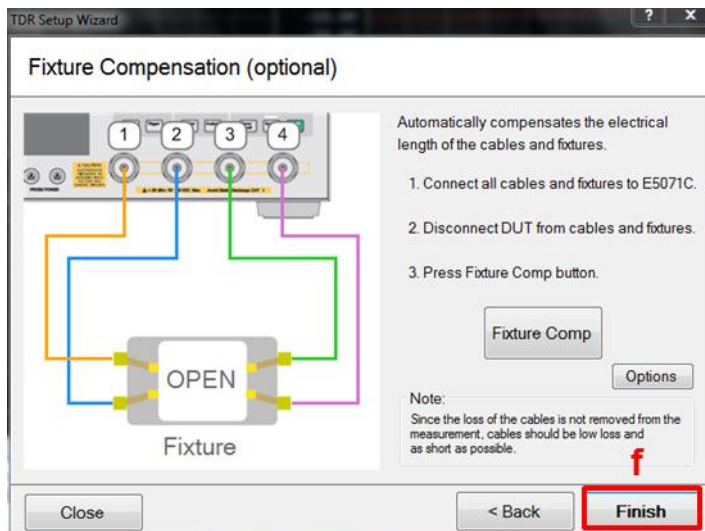 TDR Setup Wizard
? X
Fixture Compensation (optional)
1 2 3 4
Automatically compensates the electrical
length of the cables and fixtures.
1. Connect all cables and fixtures to E5071C.
2. Disconnect DUT from cables and fixtures.
3. Press Fixture Comp button.
OPEN
Fixture
Fixture Comp
Options
Note:
Since the loss of the cables is not removed from the
measurement, cables should be low loss and
as short as possible.
f
Close
< Back
Finish